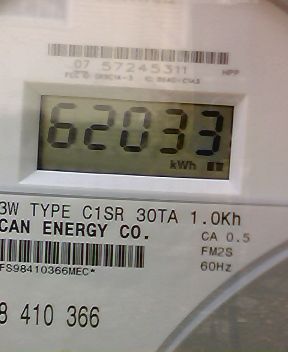 07 57245311 HPP
62033
kWh
3W TYPE C1SR 30TA 1.0Kh
CAN ENERGY CO.
CA 0.5
FM2S
60Hz
FS98410366MEC*
8 410 366